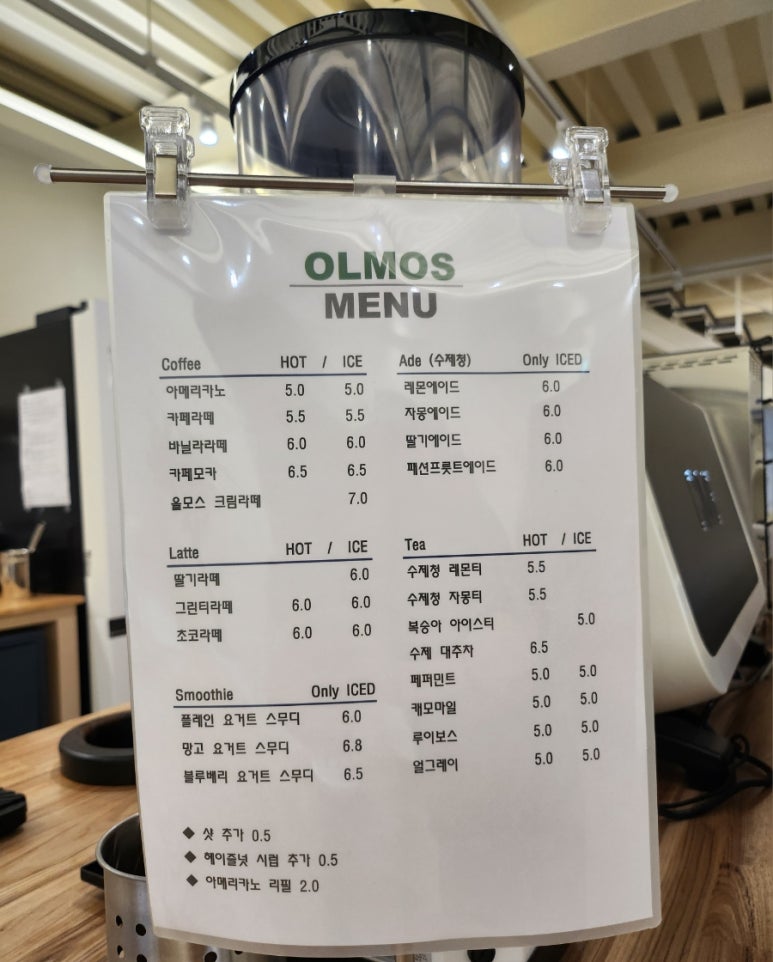 OLMOS
MENU
Coffee HOT / ICE
아메리카노 5.0 5.0
카페라떼 5.5 5.5
바닐라라떼 6.0 6.0
카페모카 6.5 6.5
올모스 크림라떼 7.0
Latte HOT / ICE
딸기라떼 6.0
그린티라떼 6.0 6.0
초코라떼 6.0 6.0
Smoothie Only ICED
플레인 요거트 스무디 6.0
망고 요거트 스무디 6.8
블루베리 요거트 스무디 6.5
◆ 샷 추가 0.5
◆ 헤이즐넛 시럽 추가 0.5
◆ 아메리카노 리필 2.0
Ade (수제청) Only ICED
레몬에이드 6.0
자몽에이드 6.0
딸기에이드 6.0
패션프룻트에이드 6.0
Tea HOT / ICE
수제청 레몬티 5.5
수제청 자몽티 5.5
복숭아 아이스티 5.0
수제 대추차 6.5
페퍼민트 5.0 5.0
캐모마일 5.0 5.0
루이보스 5.0 5.0
얼그레이 5.0 5.0